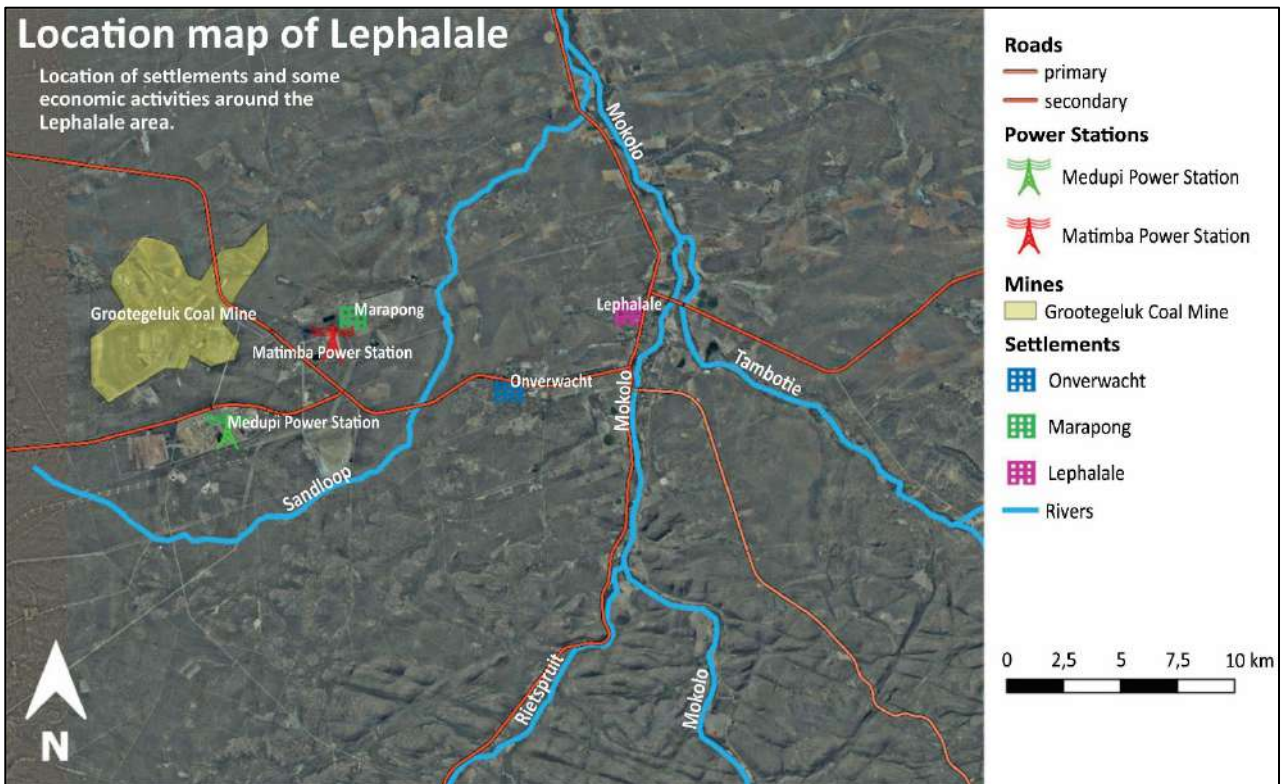 Location map of Lephalale
Location of settlements and some
economic activities around the
Lephalale area.
Mokolo
Lephalale
Marapong
Grootegeluk Coal Mine
Matimba Power Station
Onverwacht
Tambotie
Mokolo
Medupi Power Station
Sandloop
Rietspruit
Mokolo
N
Roads
primary
secondary
Power Stations
Medupi Power Station
Matimba Power Station
Mines
Grootegeluk Coal Mine
Settlements
Onverwacht
Marapong
Lephalale
Rivers
0 2,5 5 7,5 10 km